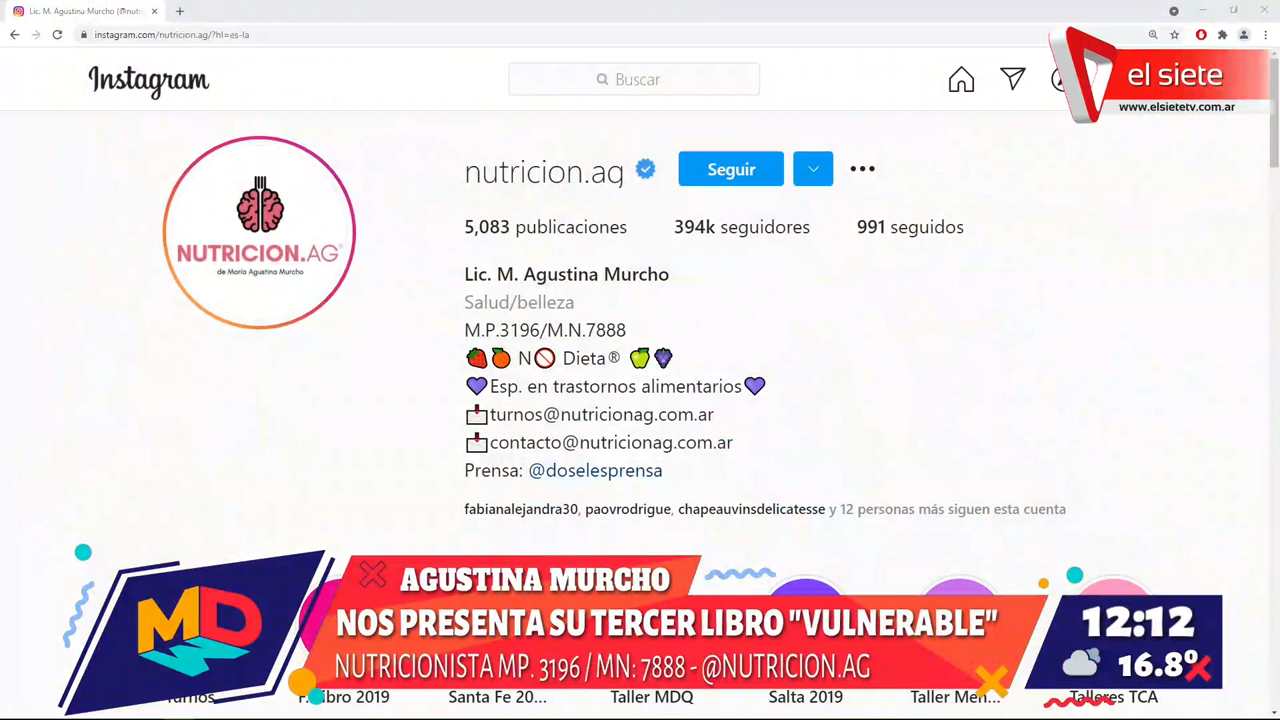 Lic. M. Agustina Murcho (@nutric
instagram.com/nutricion.ag/?hl=es-la
Instagram
Buscar
el siete
www.elsietetv.com.ar
nutricion.ag
Seguir
5,083 publicaciones 394k seguidores 991 seguidos
NUTRICION.AG®
de María Agustina Murcho
Lic. M. Agustina Murcho
Salud/belleza
M.P.3196/M.N.7888
🍓🍊 N🚫 Dieta® 🍏🍇
💜Esp. en trastornos alimentarios💜
📩turnos@nutricionag.com.ar
📩contacto@nutricionag.com.ar
Prensa: @doselesprensa
fabianalejandra30, paovrodrigue, chapeauvinsdelicatesse y 12 personas más siguen esta cuenta
MD
AGUSTINA MURCHO
NOS PRESENTA SU TERCER LIBRO "VULNERABLE"
NUTRICIONISTA MP. 3196 / MN: 7888 - @NUTRICION.AG
12:12
16.8º
Turnos Libro 2019 Santa Fe 20... Taller MDQ Salta 2019 Taller Men... Talleres TCA